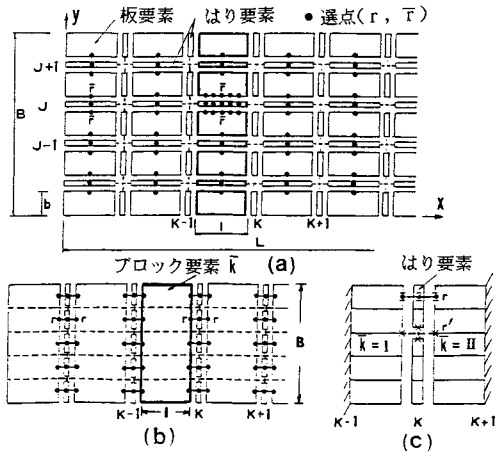 y 板要素 はり要素 ●選点(r, r̄)
J+1
r̄ r̄
B J
r̄ r̄
J-1
b
K-1 l K K+1 X
L
(a)
ブロック要素 k̄ はり要素
r r r
B r'
k̄=I k̄=II
K-1 l K K+1 K-1 K K+1
(b) (c)